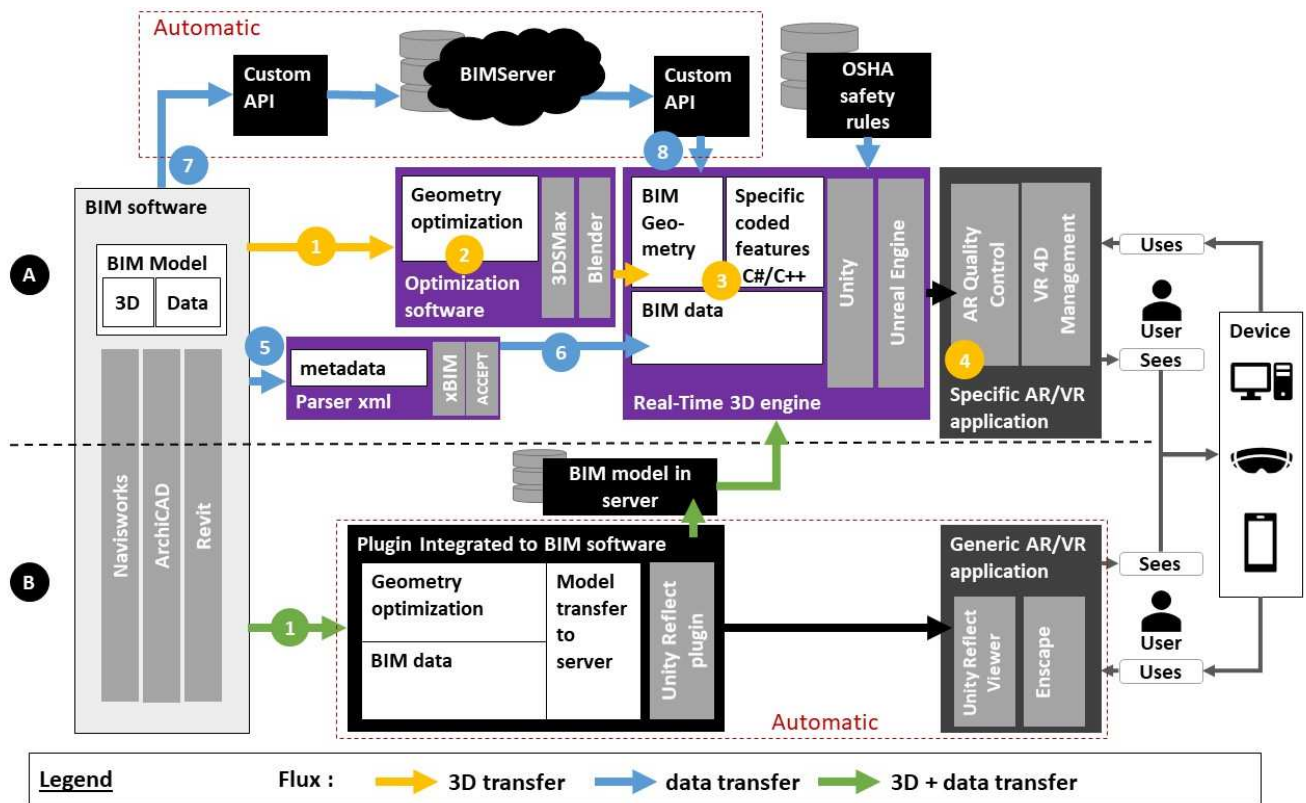 Automatic
Custom
API
BIMServer
Custom
API
OSHA
safety
rules
7
8
BIM software
BIM Model
3D
Data
Navisworks
ArchiCAD
Revit
A
1
Geometry
optimization
2
Optimization
software
3DSMax
Blender
5
metadata
Parser xml
xBIM
ACCEPT
6
BIM
Geo-
metry
Specific
coded
features
C#/C++
3
BIM data
Real-Time 3D engine
Unity
Unreal Engine
AR Quality
Control
VR 4D
Management
4
Specific AR/VR
application
Uses
User
Sees
Device
B
1
BIM model in
server
Plugin Integrated to BIM software
Geometry
optimization
BIM data
Model
transfer
to
server
Unity Reflect
plugin
Generic AR/VR
application
Unity Reflect
Viewer
Enscape
Automatic
Sees
User
Uses
Legend
Flux :
3D transfer
data transfer
3D + data transfer